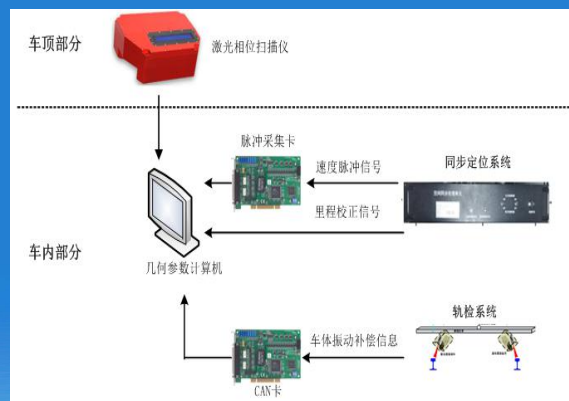 车顶部分
激光相位扫描仪
脉冲采集卡
速度脉冲信号
同步定位系统
里程校正信号
车内部分
几何参数计算机
轨检系统
车体振动补偿信息
CAN卡